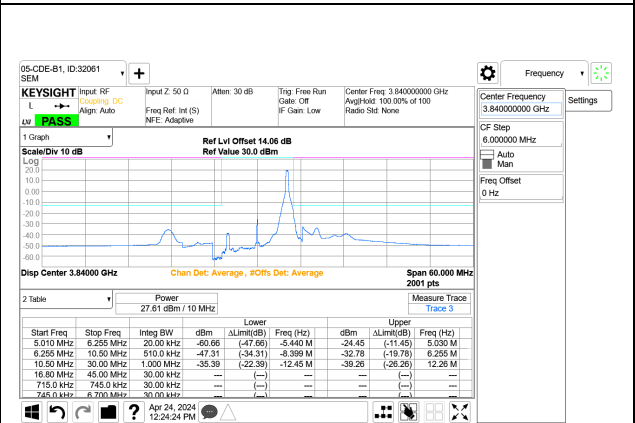 05-CDE-B1, ID:32061
SEM
Frequency
KEYSIGHT
Input: RF
Coupling: DC
Align: Auto
Input Z: 50 Ω
Freq Ref: Int (S)
NFE: Adaptive
Atten: 30 dB
Trig: Free Run
Gate: Off
IF Gain: Low
Center Freq: 3.840000000 GHz
Avg|Hold: 100.00% of 100
Radio Std: None
L
LXI
PASS
Center Frequency
3.840000000 GHz
Settings
CF Step
6.000000 MHz
Auto
Man
Freq Offset
0 Hz
1 Graph
Scale/Div 10 dB
Ref Lvl Offset 14.06 dB
Ref Value 30.0 dBm
Log
20.0
10.0
0.00
-10.0
-20.0
-30.0
-40.0
-50.0
-60.0
Disp Center 3.84000 GHz
Chan Det: Average, #Offs Det: Average
Span 60.000 MHz
2001 pts
2 Table
Power
27.61 dBm / 10 MHz
Measure Trace
Trace 3
Lower Upper
Start Freq Stop Freq Integ BW dBm ΔLimit(dB) Freq (Hz) dBm ΔLimit(dB) Freq (Hz)
5.010 MHz 6.255 MHz 20.00 kHz -60.66 (-47.66) -5.440 M -24.45 (-11.45) 5.030 M
6.255 MHz 10.50 MHz 510.0 kHz -47.31 (-34.31) -8.399 M -32.78 (-19.78) 6.255 M
10.50 MHz 30.00 MHz 1.000 MHz -35.39 (-22.39) -12.45 M -39.26 (-26.26) 12.26 M
16.80 MHz 45.00 MHz 30.00 kHz --- (---) --- --- (---) ---
715.0 kHz 745.0 kHz 30.00 kHz --- (---) --- --- (---) ---
745.0 kHz 6.700 MHz 30.00 kHz --- (---) --- --- (---) ---
Apr 24, 2024
12:24:24 PM